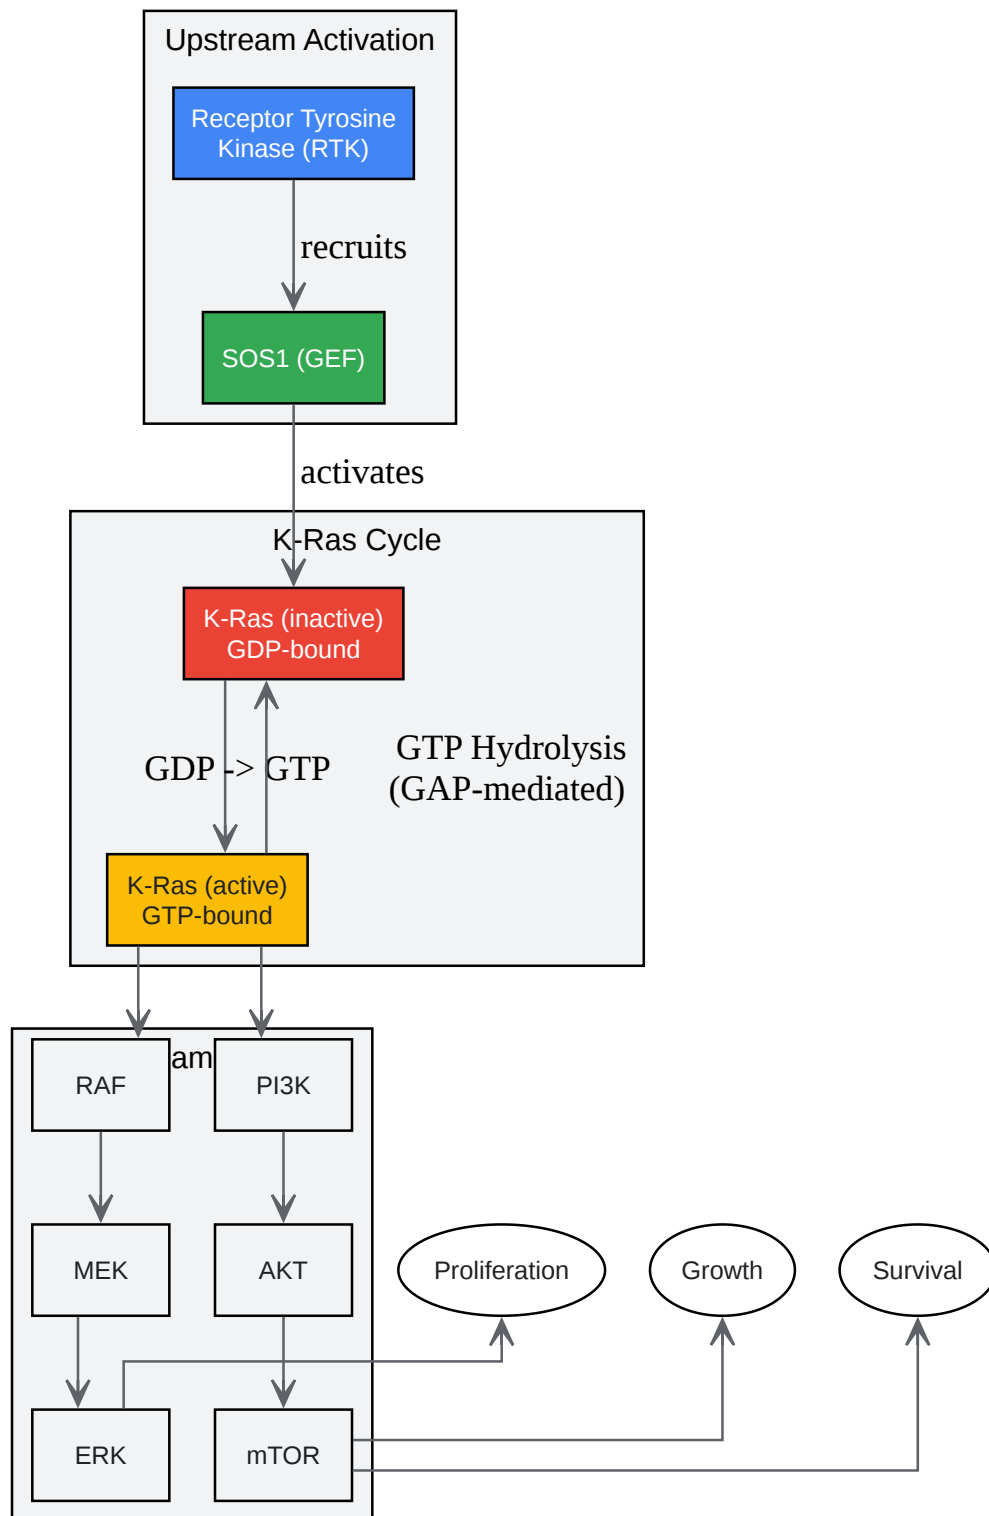 Upstream Activation
Receptor Tyrosine
Kinase (RTK)
recruits
SOS1 (GEF)
activates
K-Ras Cycle
K-Ras (inactive)
GDP-bound
GDP -> GTP
GTP Hydrolysis
(GAP-mediated)
K-Ras (active)
GTP-bound
am
RAF
PI3K
MEK
AKT
Proliferation
Growth
Survival
ERK
mTOR